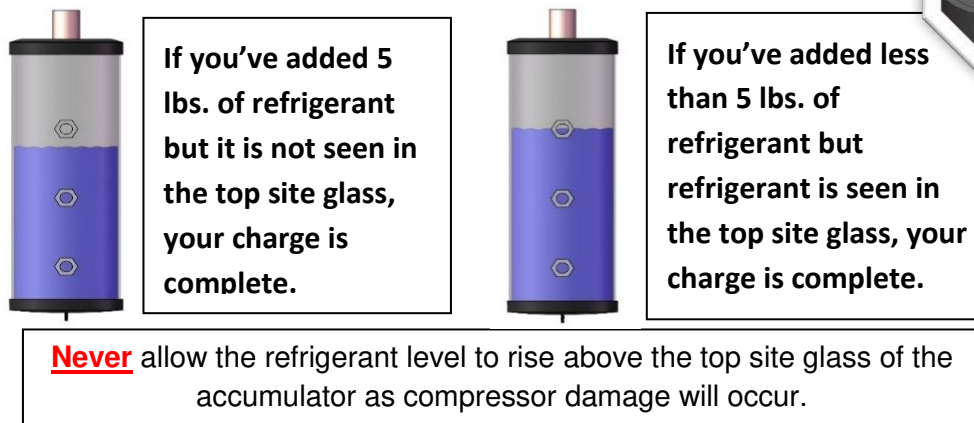 If you’ve added 5
lbs. of refrigerant
but it is not seen in
the top site glass,
your charge is
complete.
If you’ve added less
than 5 lbs. of
refrigerant but
refrigerant is seen in
the top site glass, your
charge is complete.
Never allow the refrigerant level to rise above the top site glass of the
accumulator as compressor damage will occur.